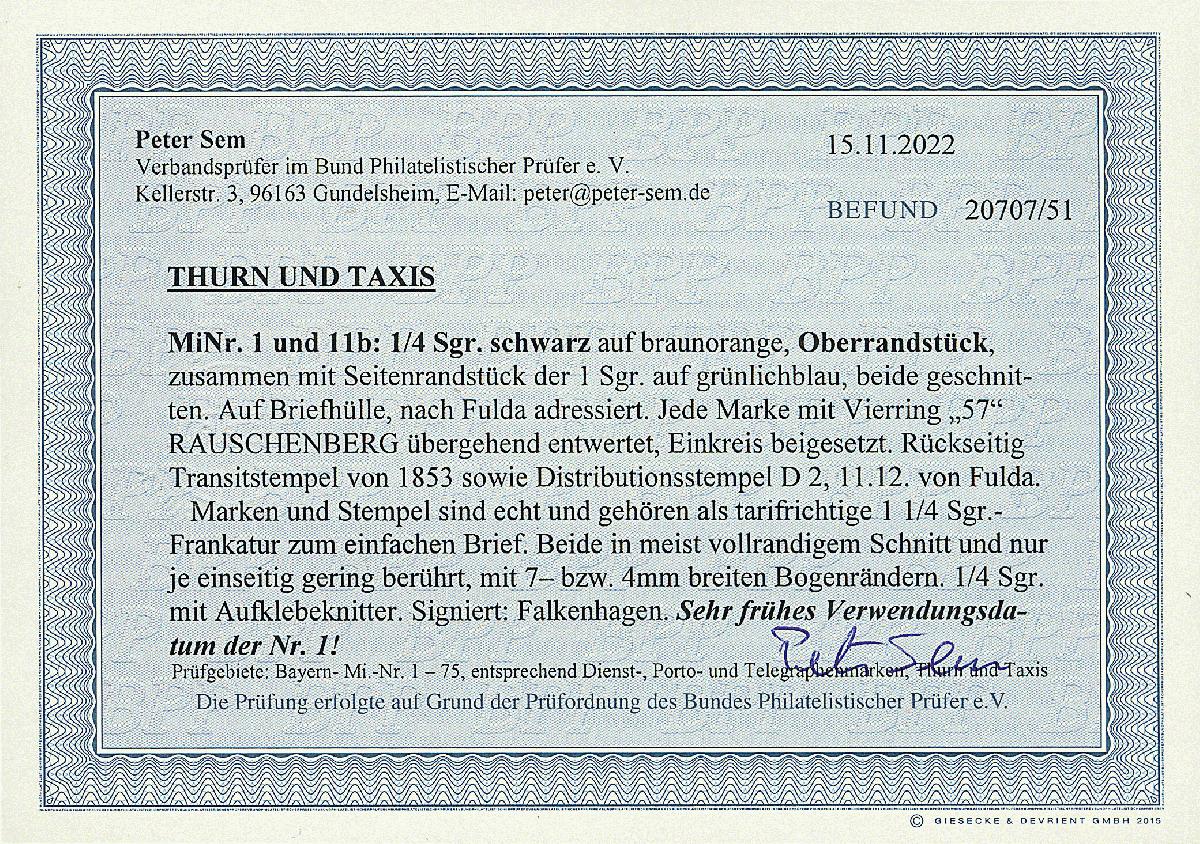 Peter Sem
15.11.2022
Verbandsprüfer im Bund Philatelistischer Prüfer e. V.
Kellerstr. 3, 96163 Gundelsheim, E-Mail: peter@peter-sem.de
BEFUND 20707/51
THURN UND TAXIS
MiNr. 1 und 11b: 1/4 Sgr. schwarz auf braunorange, Oberrandstück,
zusammen mit Seitenrandstück der 1 Sgr. auf grünlichblau, beide geschnit-
ten. Auf Briefhülle, nach Fulda adressiert. Jede Marke mit Vierring „57“
RAUSCHENBERG übergehend entwertet, Einkreis beigesetzt. Rückseitig
Transitstempel von 1853 sowie Distributionsstempel D 2, 11.12. von Fulda.
Marken und Stempel sind echt und gehören als tarifrichtige 1 1/4 Sgr.-
Frankatur zum einfachen Brief. Beide in meist vollrandigem Schnitt und nur
je einseitig gering berührt, mit 7– bzw. 4mm breiten Bogenrändern. 1/4 Sgr.
mit Aufklebeknitter. Signiert: Falkenhagen. Sehr frühes Verwendungsda-
tum der Nr. 1!
Peter Sem
Prüfgebiete: Bayern- Mi.-Nr. 1 – 75, entsprechend Dienst-, Porto- und Telegraphenmarken, Thurn und Taxis
Die Prüfung erfolgte auf Grund der Prüfordnung des Bundes Philatelistischer Prüfer e.V.
© GIESECKE & DEVRIENT GMBH 2015